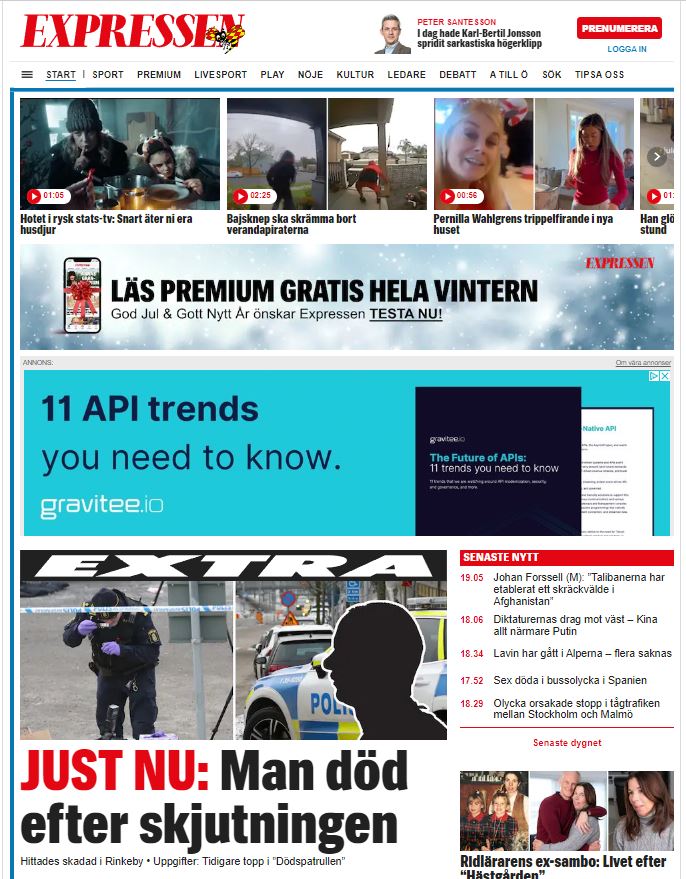 EXPRESSEN
PETER SANTESSON
I dag hade Karl-Bertil Jonsson
spridit sarkastiska högerklipp
PRENUMERERA
LOGGA IN
START | SPORT PREMIUM LIVESPORT PLAY NÖJE KULTUR LEDARE DEBATT A TILL Ö SÖK TIPSA OSS
01:05
02:25
00:56
01:
Hotet i rysk stats-tv: Snart äter ni era
husdjur
Bajsknep ska skrämma bort
verandapiraterna
Pernilla Wahlgrens trippelfirande i nya
huset
Han glö
stund
EXPRESSEN
LÄS PREMIUM GRATIS HELA VINTERN
God Jul & Gott Nytt År önskar Expressen TESTA NU!
ANNONS:
Om våra annonser
11 API trends
you need to know.
gravitee.io
gravitee.io
The Future of APIs:
11 trends you need to know
-Native API
EXTRA
POLIS
JUST NU: Man död
efter skjutningen
Hittades skadad i Rinkeby • Uppgifter: Tidigare topp i ”Dödspatrullen”
SENASTE NYTT
19.05 Johan Forssell (M): ”Talibanerna har
etablerat ett skräckvälde i
Afghanistan”
18.06 Diktaturernas drag mot väst – Kina
allt närmare Putin
18.34 Lavin har gått i Alperna – flera saknas
17.52 Sex döda i bussolycka i Spanien
18.29 Olycka orsakade stopp i tågtrafiken
mellan Stockholm och Malmö
Senaste dygnet
Ridlärarens ex-sambo: Livet efter
”Hästgården”